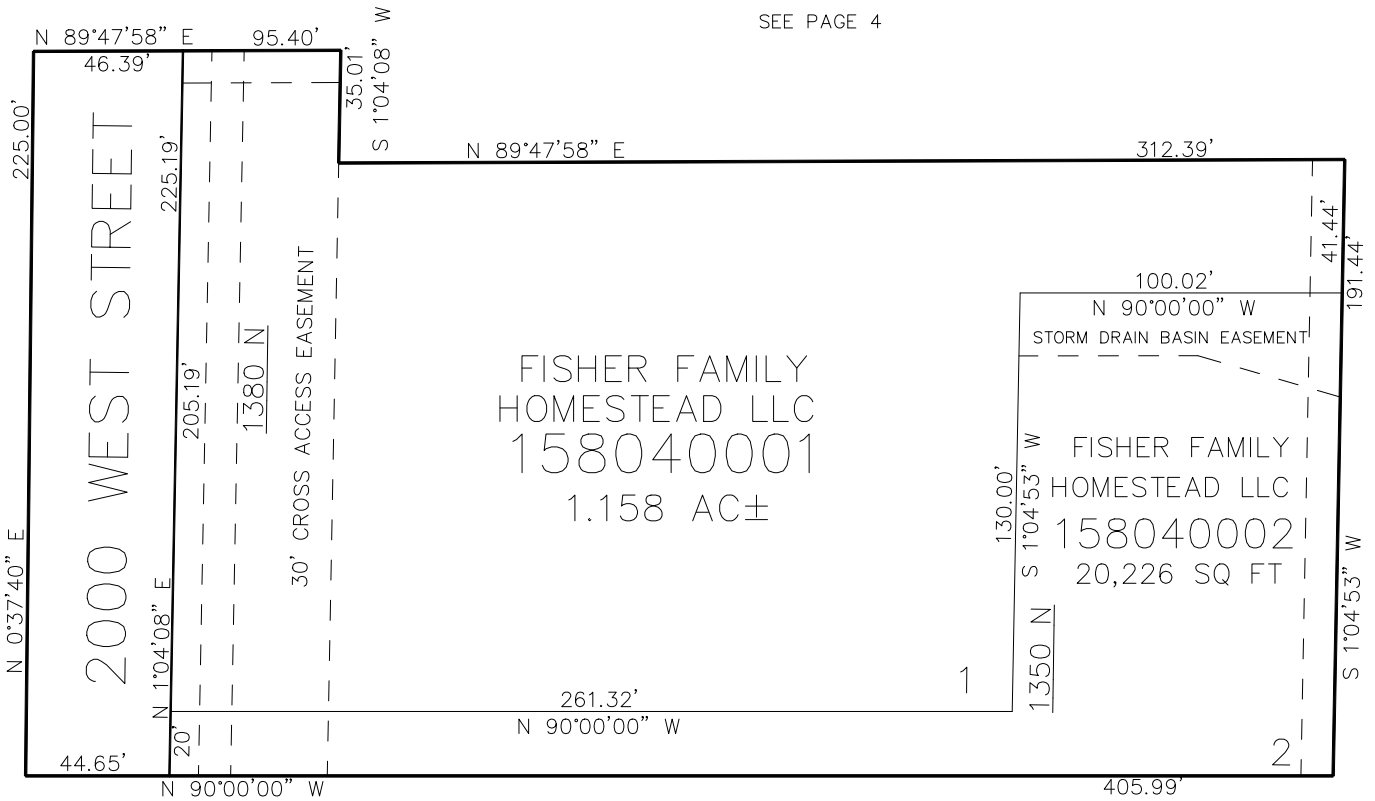 SEE PAGE 4
N 89°47'58" E
95.40'
46.39'
35.01'
S 1°04'08" W
N 89°47'58" E
312.39'
225.00'
225.19'
41.44'
191.44'
2000 WEST STREET
205.19'
1380 N
30' CROSS ACCESS EASEMENT
100.02'
N 90°00'00" W
STORM DRAIN BASIN EASEMENT
FISHER FAMILY
HOMESTEAD LLC
158040001
1.158 AC±
130.00'
S 1°04'53" W
FISHER FAMILY
HOMESTEAD LLC
158040002
20,226 SQ FT
N 0°37'40" E
N 1°04'08" E
S 1°04'53" W
1
1350 N
261.32'
N 90°00'00" W
20'
2
44.65'
N 90°00'00" W
405.99'